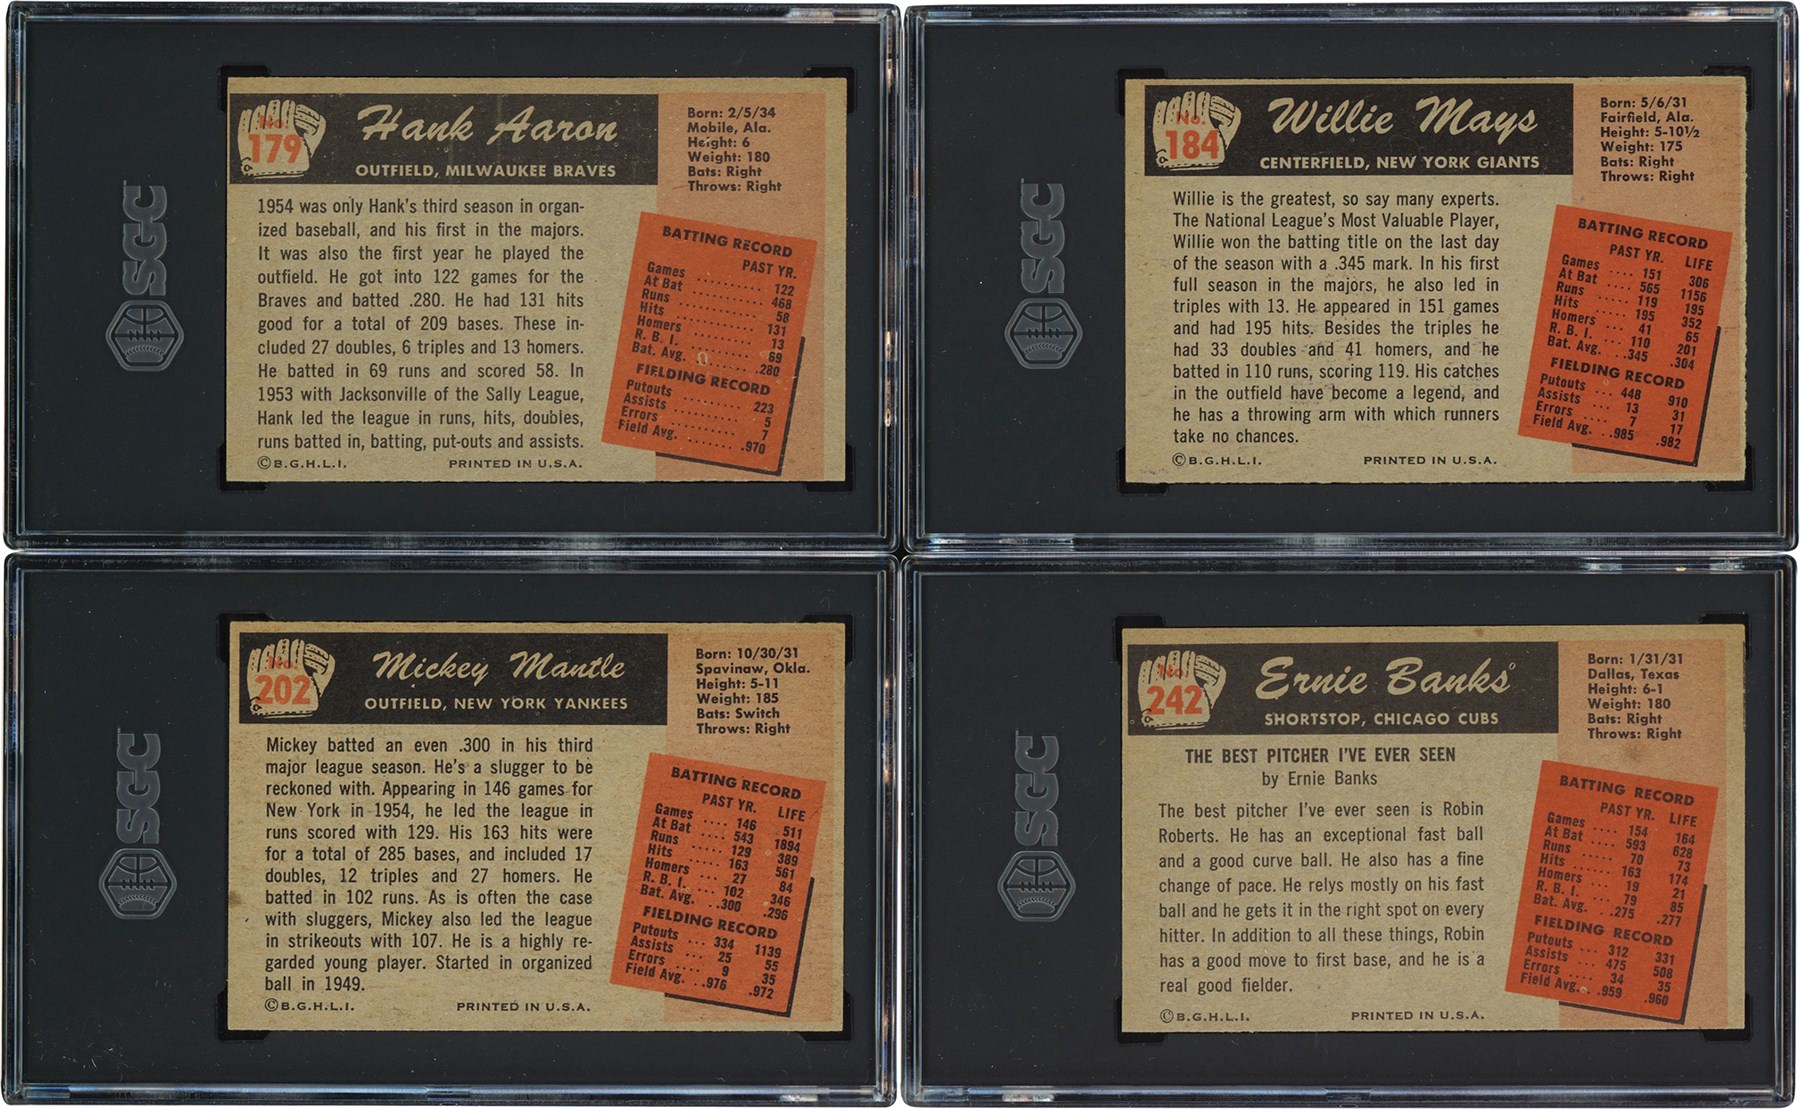 SGC
No. 179
Hank Aaron
OUTFIELD, MILWAUKEE BRAVES
Born: 2/5/34
Mobile, Ala.
Height: 6
Weight: 180
Bats: Right
Throws: Right
1954 was only Hank's third season in organ-
ized baseball, and his first in the majors.
It was also the first year he played the
outfield. He got into 122 games for the
Braves and batted .280. He had 131 hits
good for a total of 209 bases. These in-
cluded 27 doubles, 6 triples and 13 homers.
He batted in 69 runs and scored 58. In
1953 with Jacksonville of the Sally League,
Hank led the league in runs, hits, doubles,
runs batted in, batting, put-outs and assists.
BATTING RECORD
PAST YR.
Games ........ 122
At Bat ........ 468
Runs ........ 58
Hits ........ 131
Homers ........ 13
R. B. I. ........ 69
Bat. Avg. ........ .280
FIELDING RECORD
Putouts ........ 223
Assists ........ 5
Errors ........ 7
Field Avg. ........ .970
©B.G.H.L.I. PRINTED IN U.S.A.
SGC
No. 184
Willie Mays
CENTERFIELD, NEW YORK GIANTS
Born: 5/6/31
Fairfield, Ala.
Height: 5-10½
Weight: 175
Bats: Right
Throws: Right
Willie is the greatest, so say many experts.
The National League's Most Valuable Player,
Willie won the batting title on the last day
of the season with a .345 mark. In his first
full season in the majors, he also led in
triples with 13. He appeared in 151 games
and had 195 hits. Besides the triples he
had 33 doubles and 41 homers, and he
batted in 110 runs, scoring 119. His catches
in the outfield have become a legend, and
he has a throwing arm with which runners
take no chances.
BATTING RECORD
PAST YR. LIFE
Games .... 151 306
At Bat .... 565 1156
Runs .... 119 195
Hits .... 195 352
Homers .... 41 65
R. B. I. .... 110 201
Bat. Avg. .... .345 .304
FIELDING RECORD
Putouts ... 448 910
Assists .... 13 31
Errors .... 7 17
Field Avg. . .985 .982
©B.G.H.L.I. PRINTED IN U.S.A.
SGC
No. 202
Mickey Mantle
OUTFIELD, NEW YORK YANKEES
Born: 10/30/31
Spavinaw, Okla.
Height: 5-11
Weight: 185
Bats: Switch
Throws: Right
Mickey batted an even .300 in his third
major league season. He's a slugger to be
reckoned with. Appearing in 146 games for
New York in 1954, he led the league in
runs scored with 129. His 163 hits were
for a total of 285 bases, and included 17
doubles, 12 triples and 27 homers. He
batted in 102 runs. As is often the case
with sluggers, Mickey also led the league
in strikeouts with 107. He is a highly re-
garded young player. Started in organized
ball in 1949.
BATTING RECORD
PAST YR. LIFE
Games .... 146 511
At Bat .... 543 1894
Runs ..... 129 389
Hits ..... 163 561
Homers .... 27 84
R. B. I. ... 102 346
Bat. Avg. .. .300 .296
FIELDING RECORD
Putouts ... 334 1139
Assists .... 25 55
Errors .... 9 35
Field Avg. .. .976 .972
©B.G.H.L.I. PRINTED IN U.S.A.
SGC
No. 242
Ernie Banks
SHORTSTOP, CHICAGO CUBS
Born: 1/31/31
Dallas, Texas
Height: 6-1
Weight: 180
Bats: Right
Throws: Right
THE BEST PITCHER I'VE EVER SEEN
by Ernie Banks
The best pitcher I've ever seen is Robin
Roberts. He has an exceptional fast ball
and a good curve ball. He also has a fine
change of pace. He relys mostly on his fast
ball and he gets it in the right spot on every
hitter. In addition to all these things, Robin
has a good move to first base, and he is a
real good fielder.
BATTING RECORD
PAST YR. LIFE
Games .... 154 164
At Bat .... 593 628
Runs ..... 70 73
Hits ..... 163 174
Homers .... 19 21
R. B. I. .... 79 85
Bat. Avg. .. .275 .277
FIELDING RECORD
Putouts ... 312 331
Assists ... 475 508
Errors .... 34 35
Field Avg. .. .959 .960
©B.G.H.L.I. PRINTED IN U.S.A.